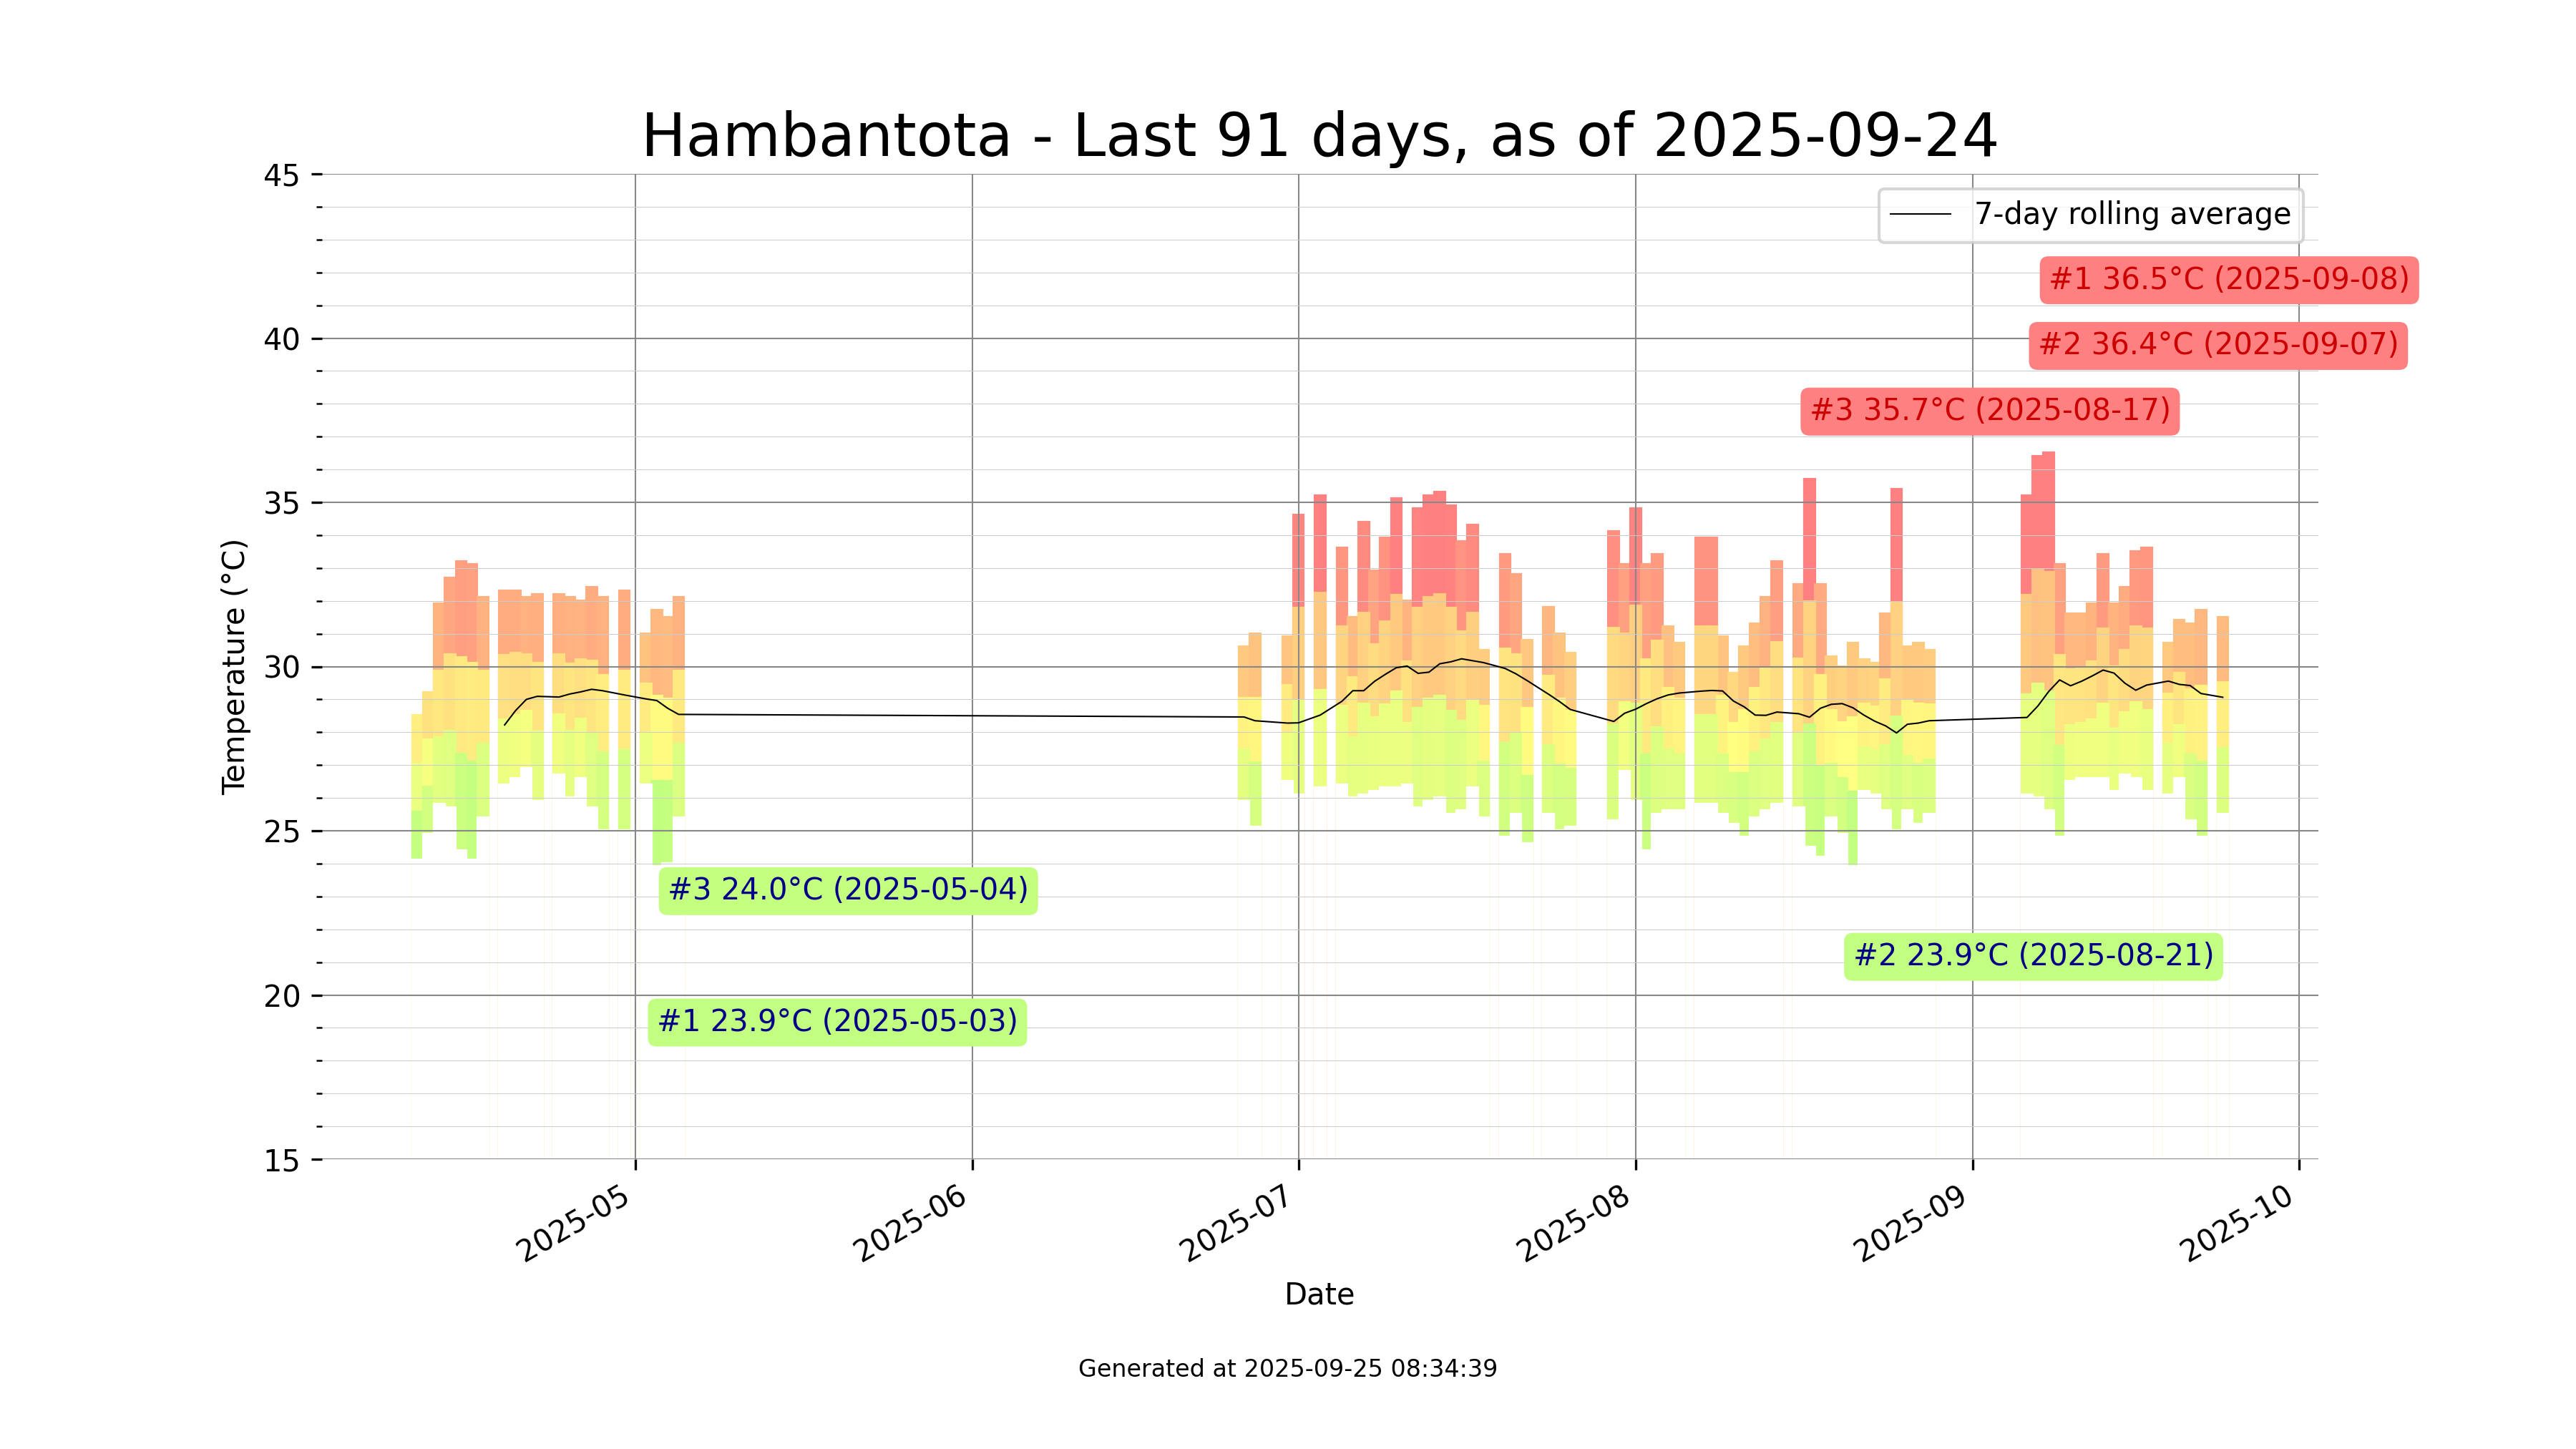 Hambantota - Last 91 days, as of 2025-09-24
45
40
35
30
25
20
15
Temperature (°C)
7-day rolling average
#1 36.5°C (2025-09-08)
#2 36.4°C (2025-09-07)
#3 35.7°C (2025-08-17)
#3 24.0°C (2025-05-04)
#2 23.9°C (2025-08-21)
#1 23.9°C (2025-05-03)
2025-05
2025-06
2025-07
2025-08
2025-09
2025-10
Date
Generated at 2025-09-25 08:34:39